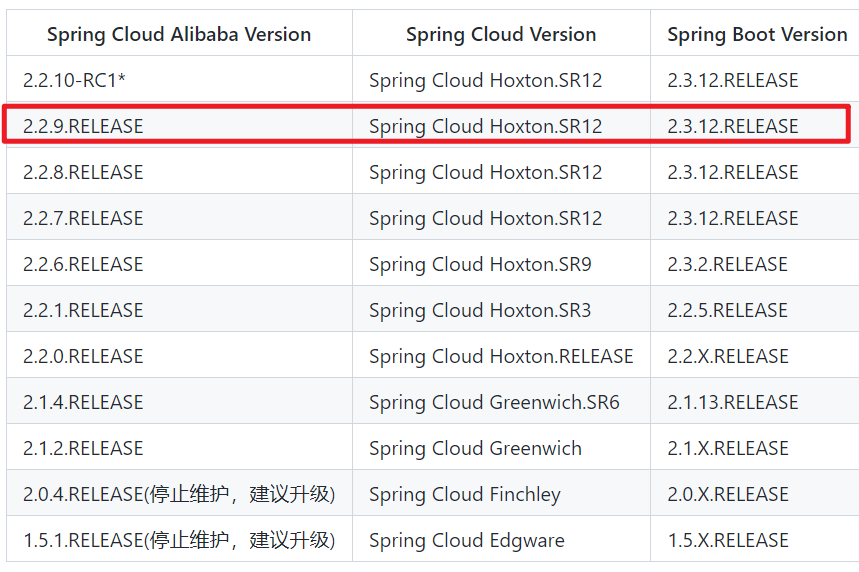 Spring Cloud Alibaba Version Spring Cloud Version Spring Boot Version
2.2.10-RC1* Spring Cloud Hoxton.SR12 2.3.12.RELEASE
2.2.9.RELEASE Spring Cloud Hoxton.SR12 2.3.12.RELEASE
2.2.8.RELEASE Spring Cloud Hoxton.SR12 2.3.12.RELEASE
2.2.7.RELEASE Spring Cloud Hoxton.SR12 2.3.12.RELEASE
2.2.6.RELEASE Spring Cloud Hoxton.SR9 2.3.2.RELEASE
2.2.1.RELEASE Spring Cloud Hoxton.SR3 2.2.5.RELEASE
2.2.0.RELEASE Spring Cloud Hoxton.RELEASE 2.2.X.RELEASE
2.1.4.RELEASE Spring Cloud Greenwich.SR6 2.1.13.RELEASE
2.1.2.RELEASE Spring Cloud Greenwich 2.1.X.RELEASE
2.0.4.RELEASE(停止维护，建议升级) Spring Cloud Finchley 2.0.X.RELEASE
1.5.1.RELEASE(停止维护，建议升级) Spring Cloud Edgware 1.5.X.RELEASE